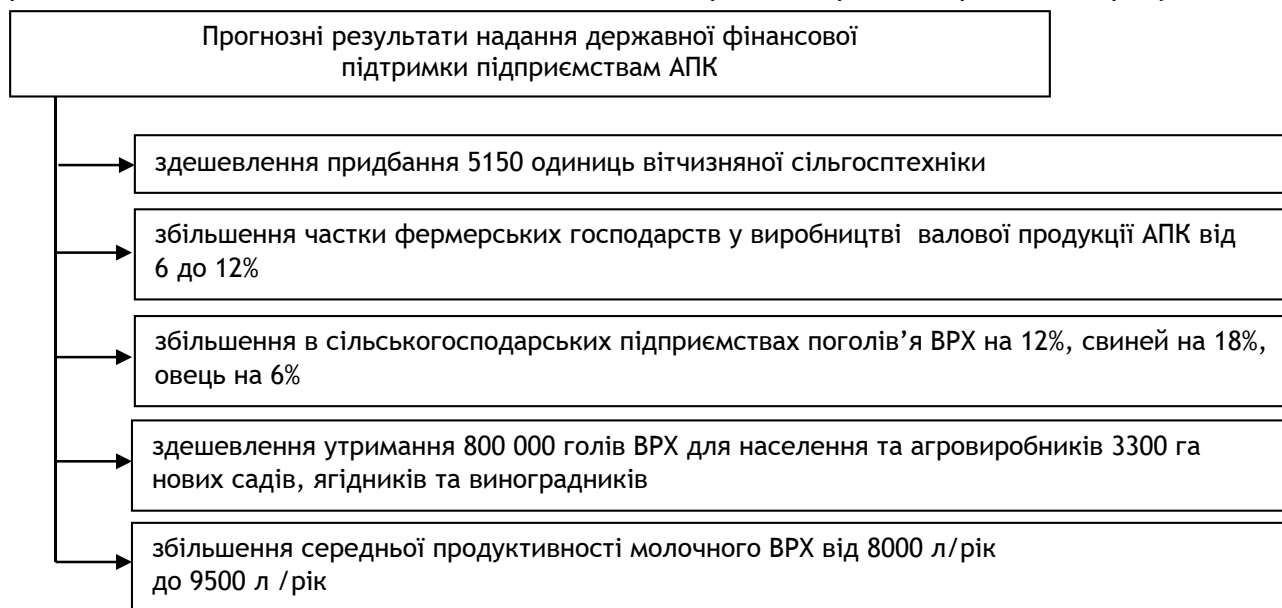 Прогнозні результати надання державної фінансової
підтримки підприємствам АПК
здешевлення придбання 5150 одиниць вітчизняної сільгосптехніки
збільшення частки фермерських господарств у виробництві валової продукції АПК від
6 до 12%
збільшення в сільськогосподарських підприємствах поголів’я ВРХ на 12%, свиней на 18%,
овець на 6%
здешевлення утримання 800 000 голів ВРХ для населення та агровиробників 3300 га
нових садів, ягідників та виноградників
збільшення середньої продуктивності молочного ВРХ від 8000 л/рік
до 9500 л /рік